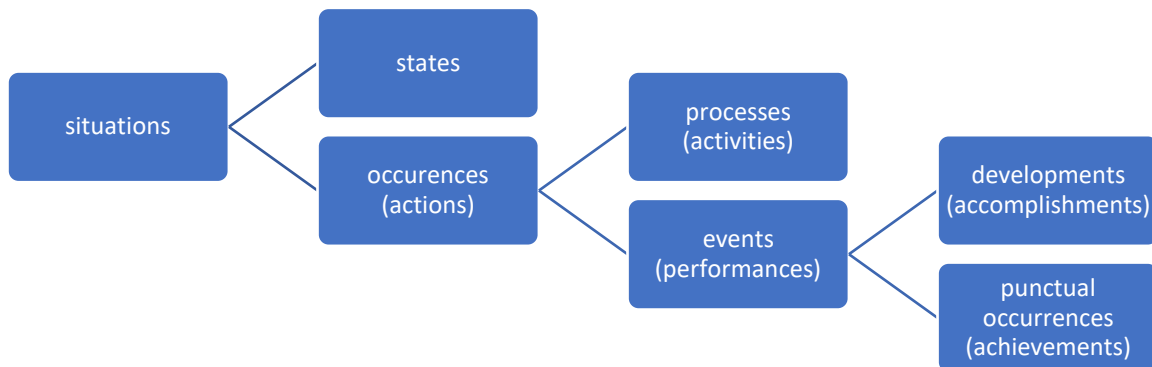 situations
states
occurences
(actions)
processes
(activities)
events
(performances)
developments
(accomplishments)
punctual
occurrences
(achievements)